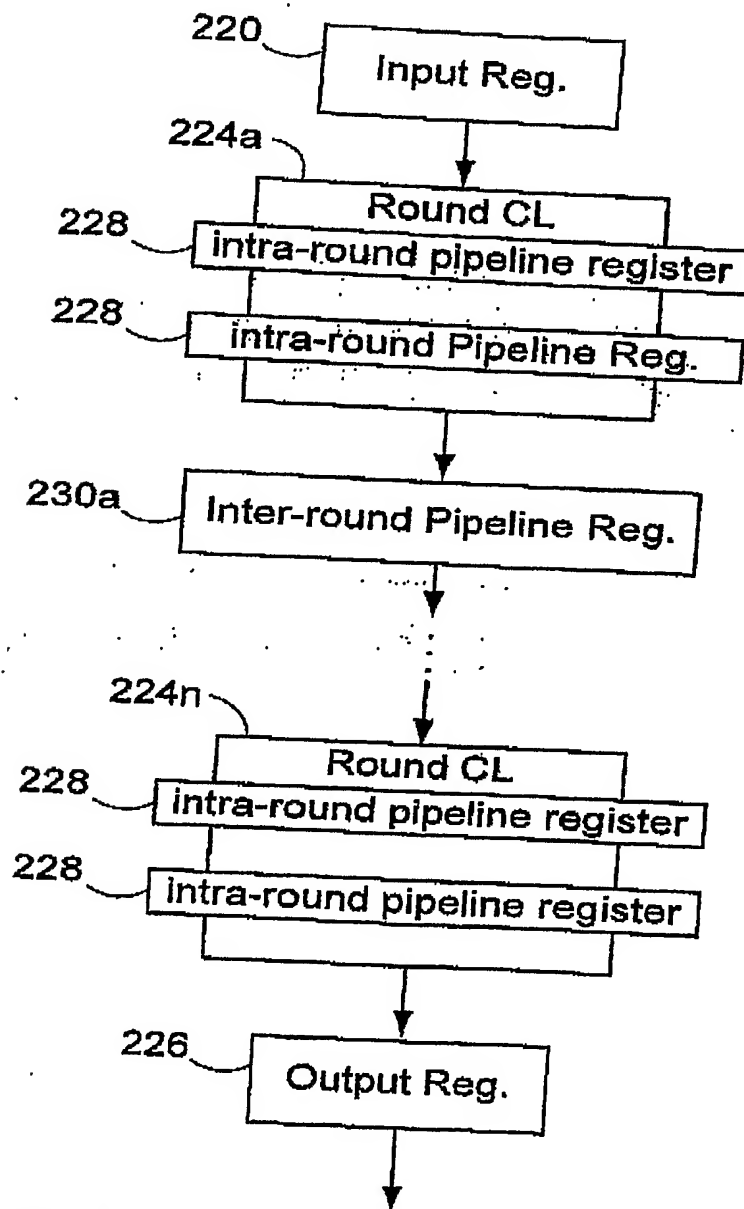 220
Input Reg.
224a
Round CL
228
intra-round pipeline register
228
intra-round Pipeline Reg.
230a
Inter-round Pipeline Reg.
224n
Round CL
228
intra-round pipeline register
228
intra-round pipeline register
226
Output Reg.